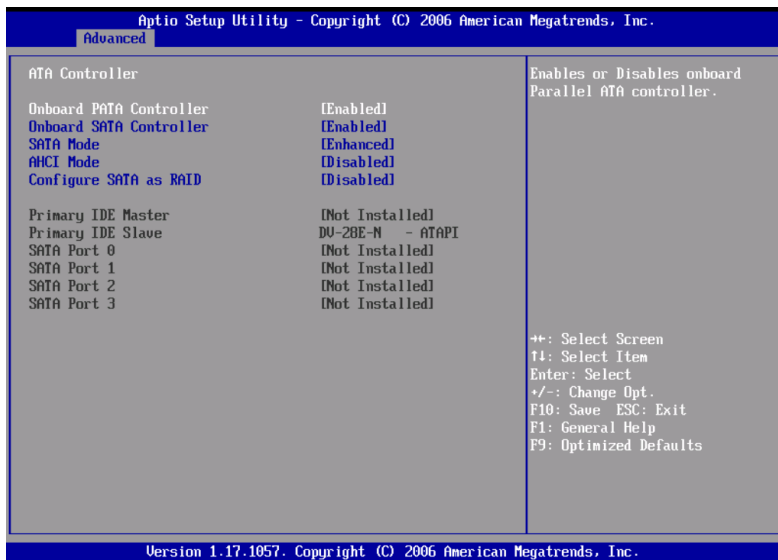 Aptio Setup Utility - Copyright (C) 2006 American Megatrends, Inc.
Advanced
ATA Controller
Onboard PATA Controller [Enabled]
Onboard SATA Controller [Enabled]
SATA Mode [Enhanced]
AHCI Mode [Disabled]
Configure SATA as RAID [Disabled]
Primary IDE Master [Not Installed]
Primary IDE Slave DV-28E-N - ATAPI
SATA Port 0 [Not Installed]
SATA Port 1 [Not Installed]
SATA Port 2 [Not Installed]
SATA Port 3 [Not Installed]
Enables or Disables onboard
Parallel ATA controller.
→←: Select Screen
↑↓: Select Item
Enter: Select
+/-: Change Opt.
F10: Save ESC: Exit
F1: General Help
F9: Optimized Defaults
Version 1.17.1057. Copyright (C) 2006 American Megatrends, Inc.